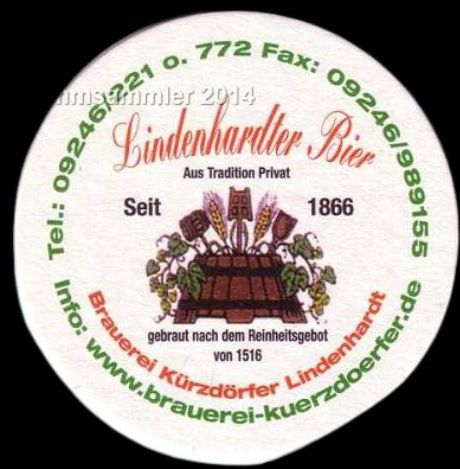 Tel.: 09246/221 o. 772 Fax: 09246/989155
Lindenhardter Bier
Aus Tradition Privat
Seit 1866
gebraut nach dem Reinheitsgebot
von 1516
Brauerei Kürzdörfer Lindenhardt
Info: www.brauerei-kuerzdoerfer.de
2014